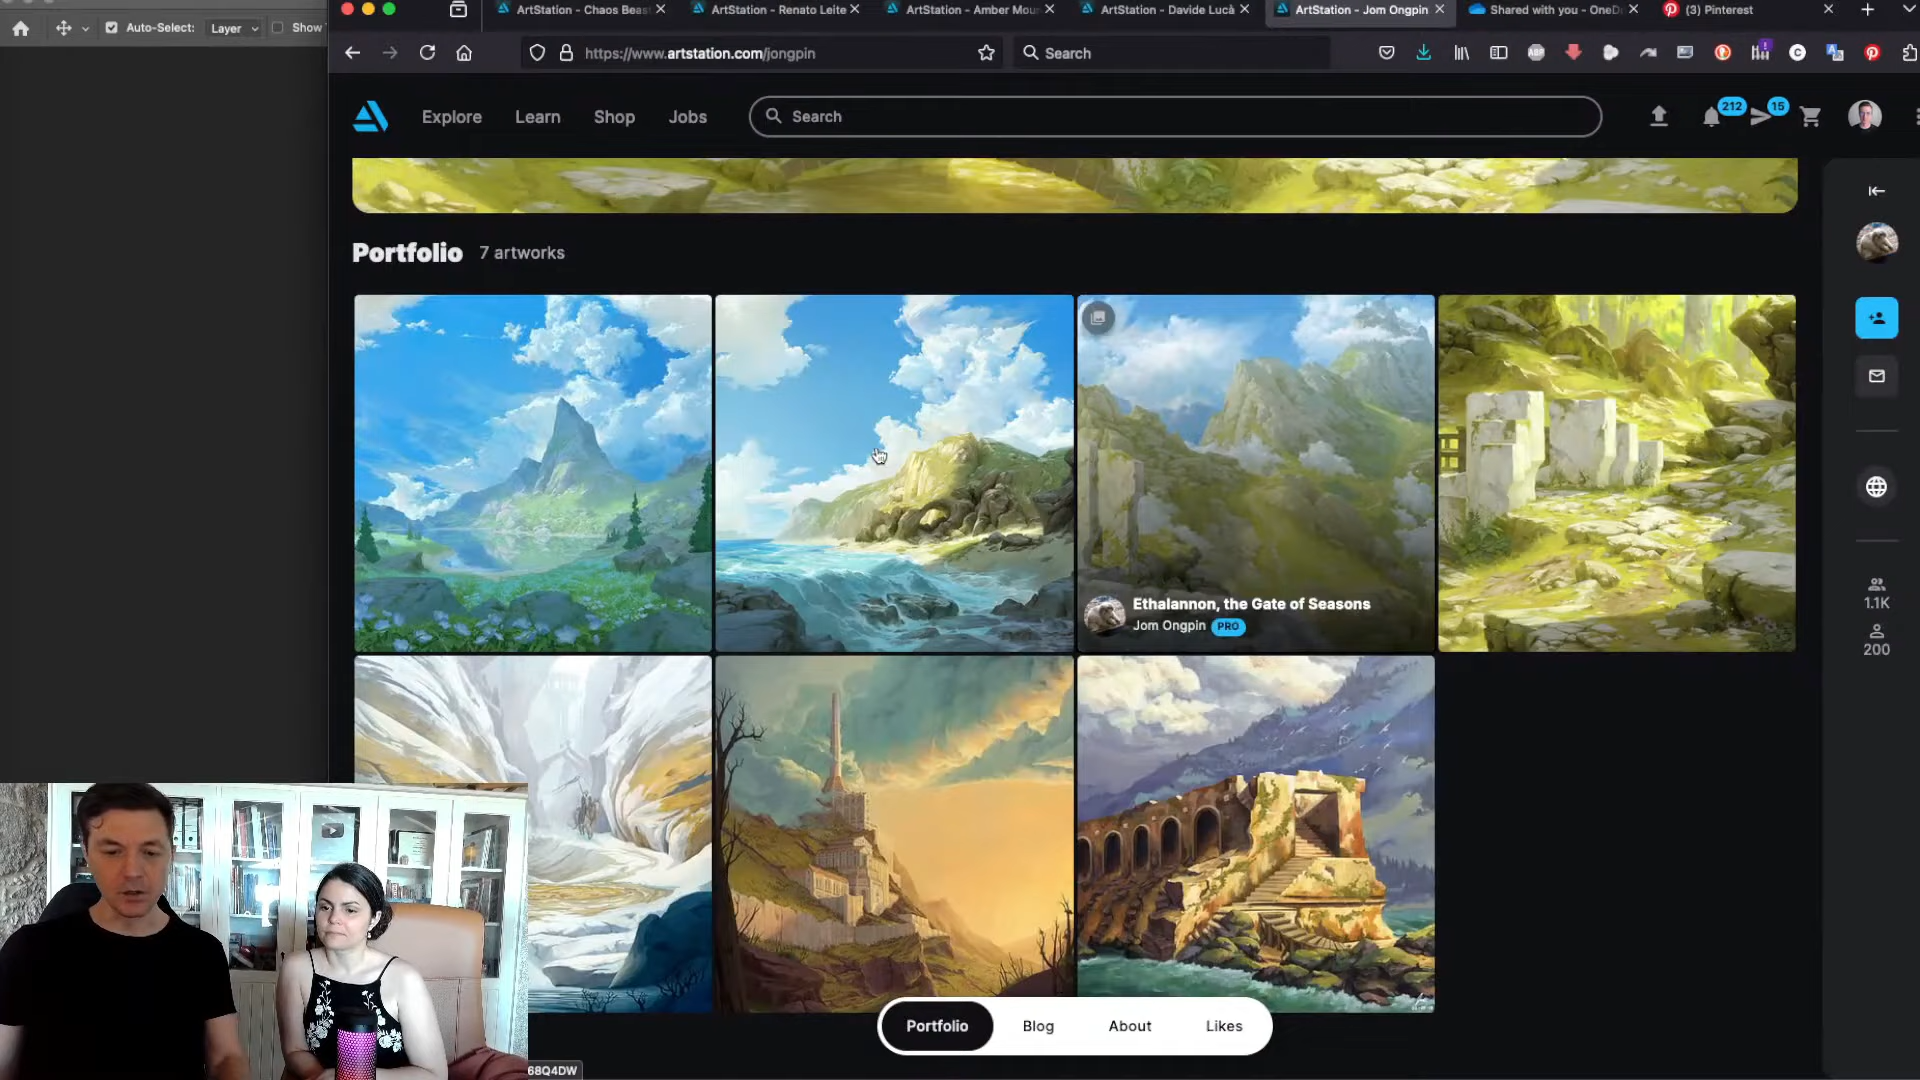 ArtStation - Chaos Beas
ArtStation - Renato Leite
ArtStation - Amber Mou
ArtStation - Davide Lucà
ArtStation - Jom Ongpin
Shared with you - OneD
(3) Pinterest
Auto-Select:
Layer
Show
https://www.artstation.com/jongpin
Search
Explore
Learn
Shop
Jobs
Search
212
15
Portfolio
7 artworks
Ethalannon, the Gate of Seasons
Jom Ongpin PRO
1.1K
200
Portfolio
Blog
About
Likes
68Q4DW